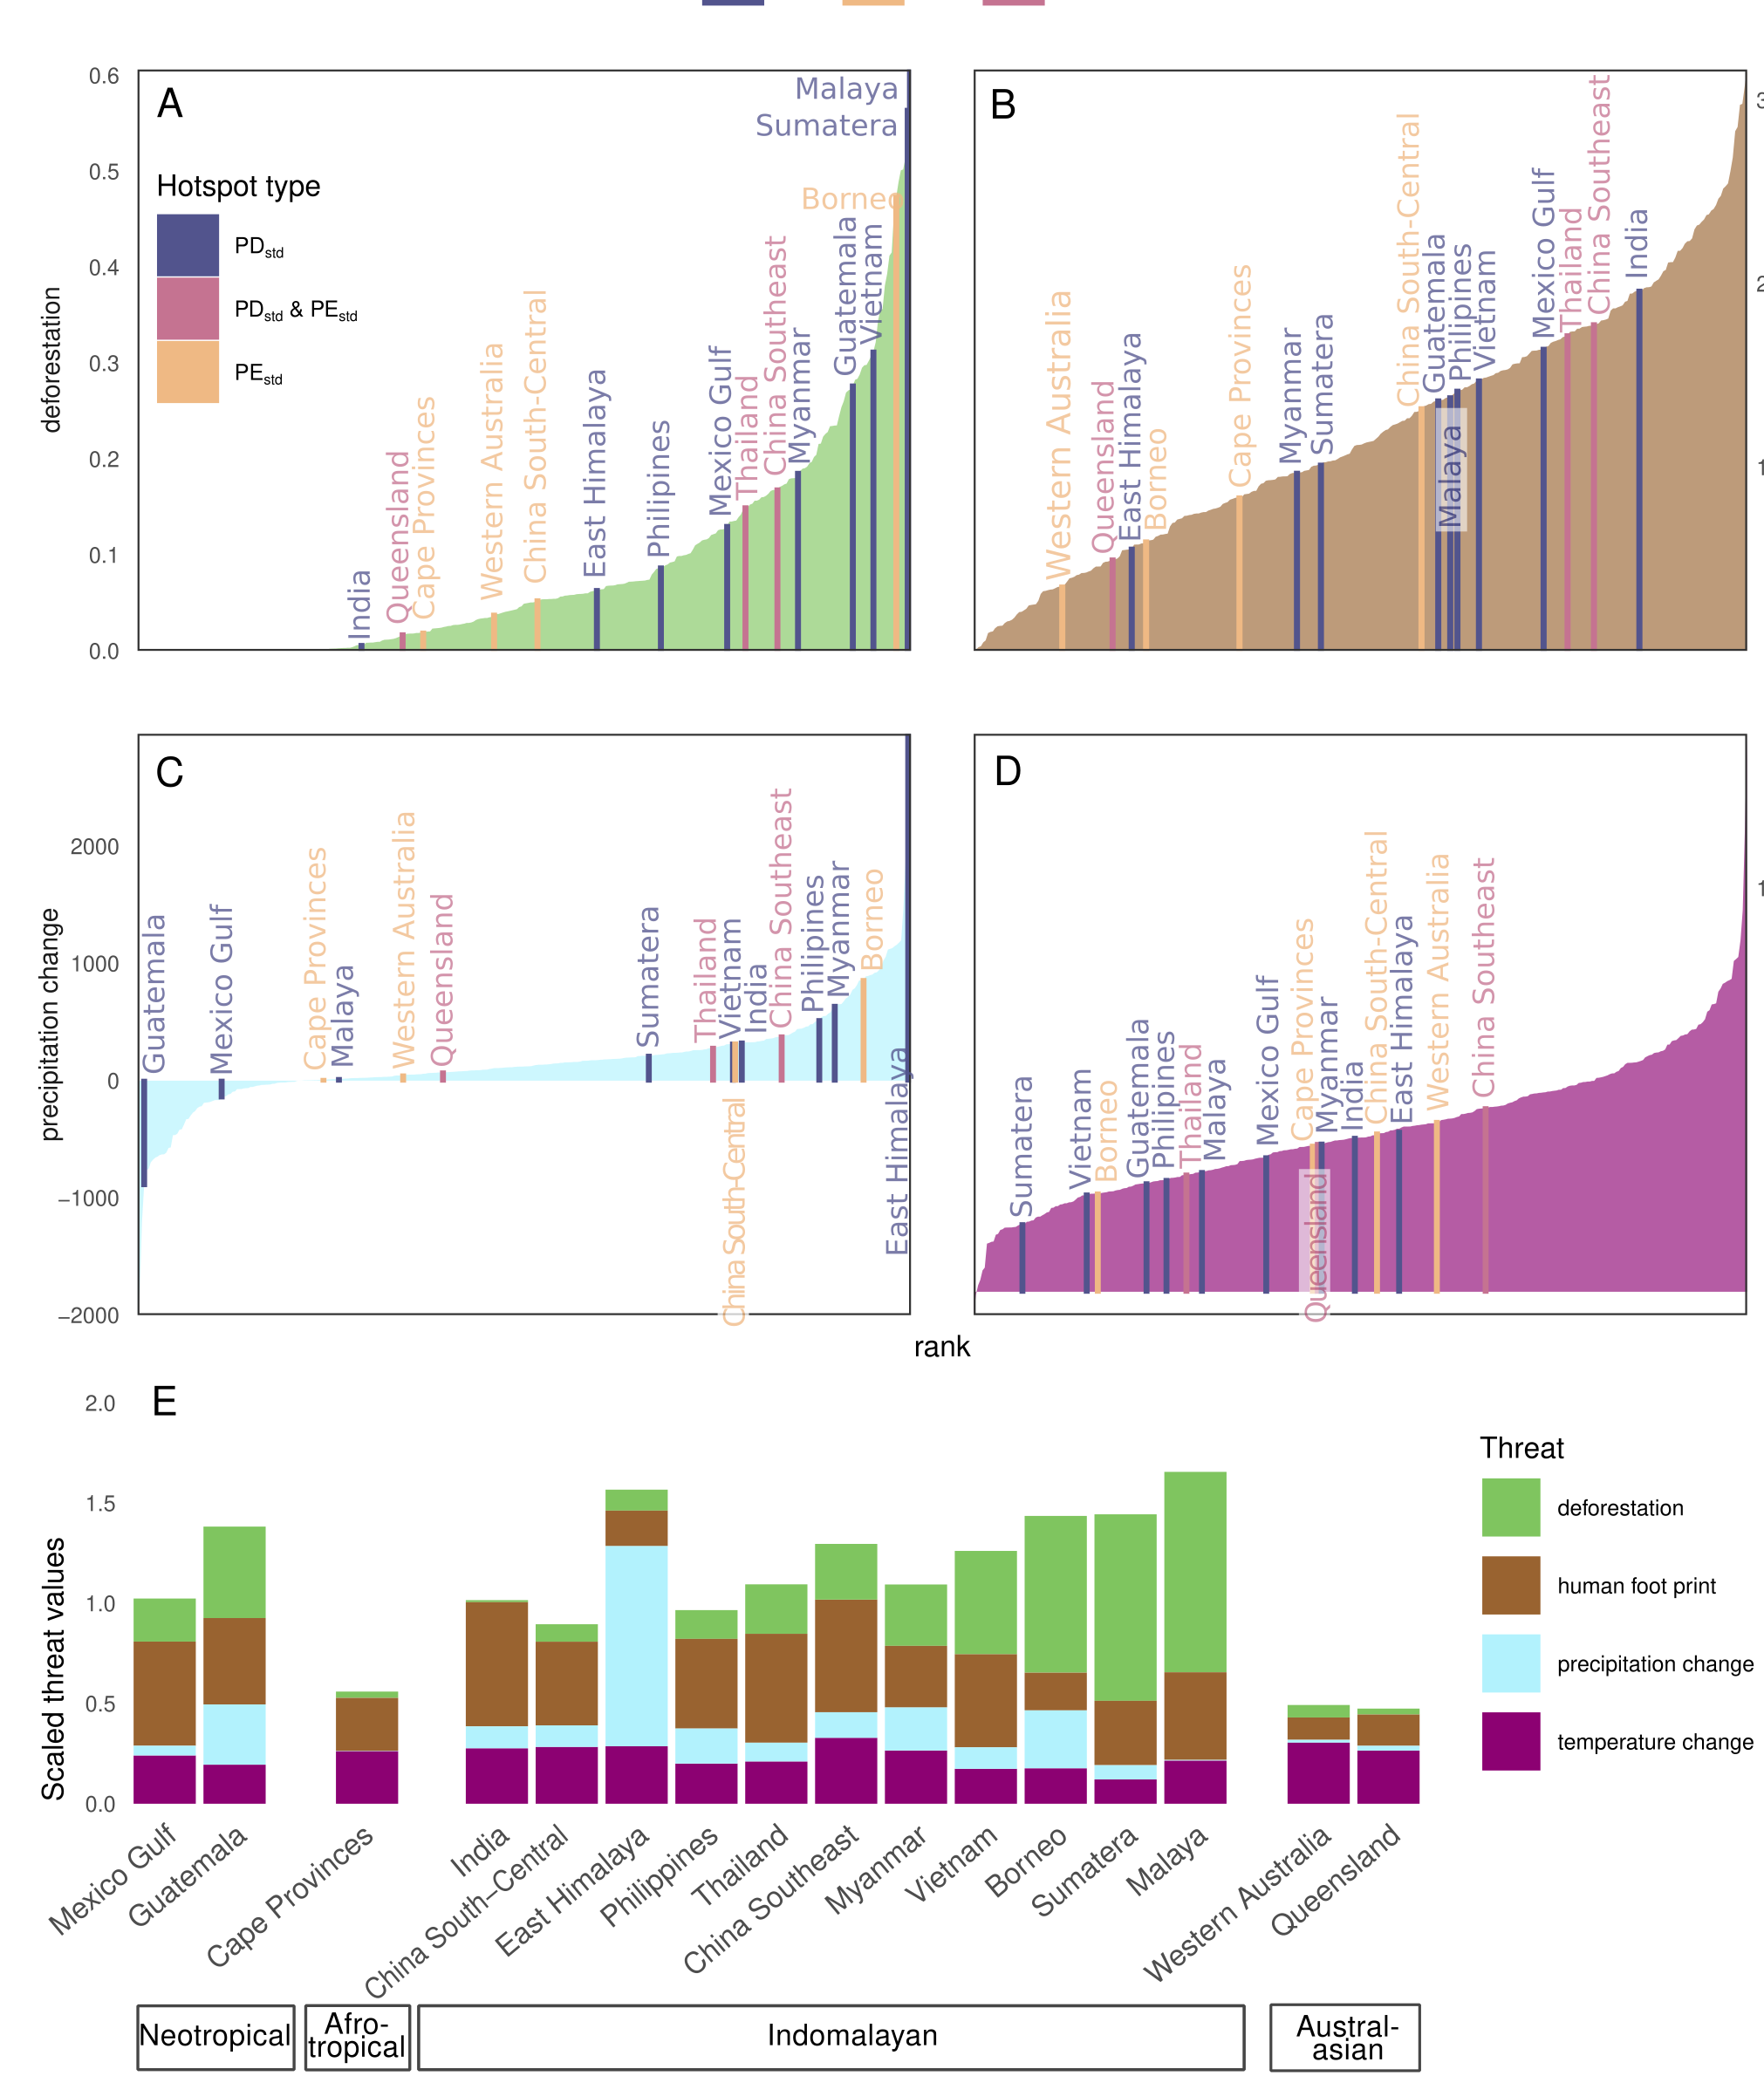 A
0.6
0.5
0.4
0.3
0.2
0.1
0.0
deforestation
Hotspot type
PDstd
PDstd & PEstd
PEstd
India
Queensland
Cape Provinces
Western Australia
China South-Central
East Himalaya
Philipines
Mexico Gulf
Thailand
China Southeast
Myanmar
Guatemala
Vietnam
Borneo
Sumatera
Malaya
B
Western Australia
Queensland
East Himalaya
Borneo
Cape Provinces
Myanmar
Sumatera
China South-Central
Guatemala
Malaya
Philipines
Vietnam
Mexico Gulf
Thailand
China Southeast
India
3
2
1
C
2000
1000
0
−1000
−2000
precipitation change
Guatemala
Mexico Gulf
Cape Provinces
Malaya
Western Australia
Queensland
Sumatera
Thailand
Vietnam
China South-Central
India
China Southeast
Philipines
Myanmar
Borneo
East Himalaya
D
Sumatera
Vietnam
Borneo
Guatemala
Philipines
Thailand
Malaya
Mexico Gulf
Cape Provinces
Queensland
Myanmar
India
China South-Central
East Himalaya
Western Australia
China Southeast
1
rank
E
2.0
1.5
1.0
0.5
0.0
Scaled threat values
Threat
deforestation
human foot print
precipitation change
temperature change
Mexico Gulf
Guatemala
Cape Provinces
India
China South−Central
East Himalaya
Philippines
Thailand
China Southeast
Myanmar
Vietnam
Borneo
Sumatera
Malaya
Western Australia
Queensland
Neotropical
Afro-
tropical
Indomalayan
Austral-
asian